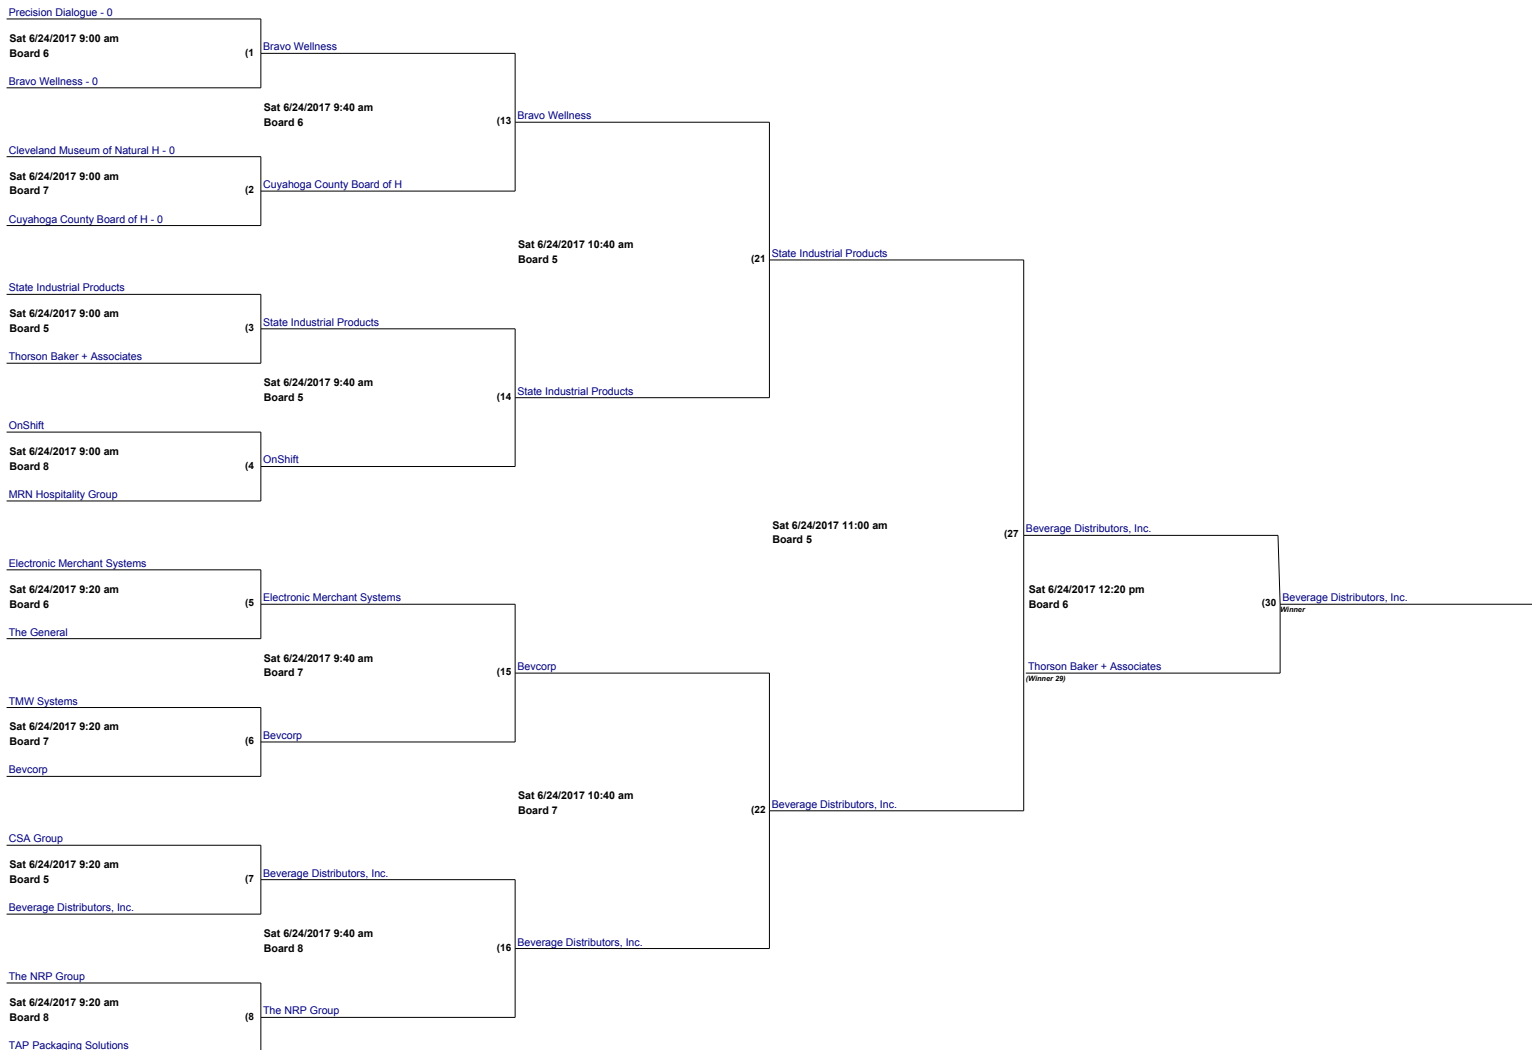 Precision Dialogue - 0
Sat 6/24/2017 9:00 am
Board 6
(1
Bravo Wellness
Bravo Wellness - 0
Sat 6/24/2017 9:40 am
Board 6
(13
Bravo Wellness
Cleveland Museum of Natural H - 0
Sat 6/24/2017 9:00 am
Board 7
(2
Cuyahoga County Board of H
Cuyahoga County Board of H - 0
Sat 6/24/2017 10:40 am
Board 5
(21
State Industrial Products
State Industrial Products
Sat 6/24/2017 9:00 am
Board 5
(3
State Industrial Products
Thorson Baker + Associates
Sat 6/24/2017 9:40 am
Board 5
(14
State Industrial Products
OnShift
Sat 6/24/2017 9:00 am
Board 8
(4
OnShift
MRN Hospitality Group
Sat 6/24/2017 11:00 am
Board 5
(27
Beverage Distributors, Inc.
Electronic Merchant Systems
Sat 6/24/2017 9:20 am
Board 6
(5
Electronic Merchant Systems
Sat 6/24/2017 12:20 pm
Board 6
(30
Beverage Distributors, Inc.
Winner
The General
Sat 6/24/2017 9:40 am
Board 7
(15
Bevcorp
Thorson Baker + Associates
(Winner 29)
TMW Systems
Sat 6/24/2017 9:20 am
Board 7
(6
Bevcorp
Bevcorp
Sat 6/24/2017 10:40 am
Board 7
(22
Beverage Distributors, Inc.
CSA Group
Sat 6/24/2017 9:20 am
Board 5
(7
Beverage Distributors, Inc.
Beverage Distributors, Inc.
Sat 6/24/2017 9:40 am
Board 8
(16
Beverage Distributors, Inc.
The NRP Group
Sat 6/24/2017 9:20 am
Board 8
(8
The NRP Group
TAP Packaging Solutions